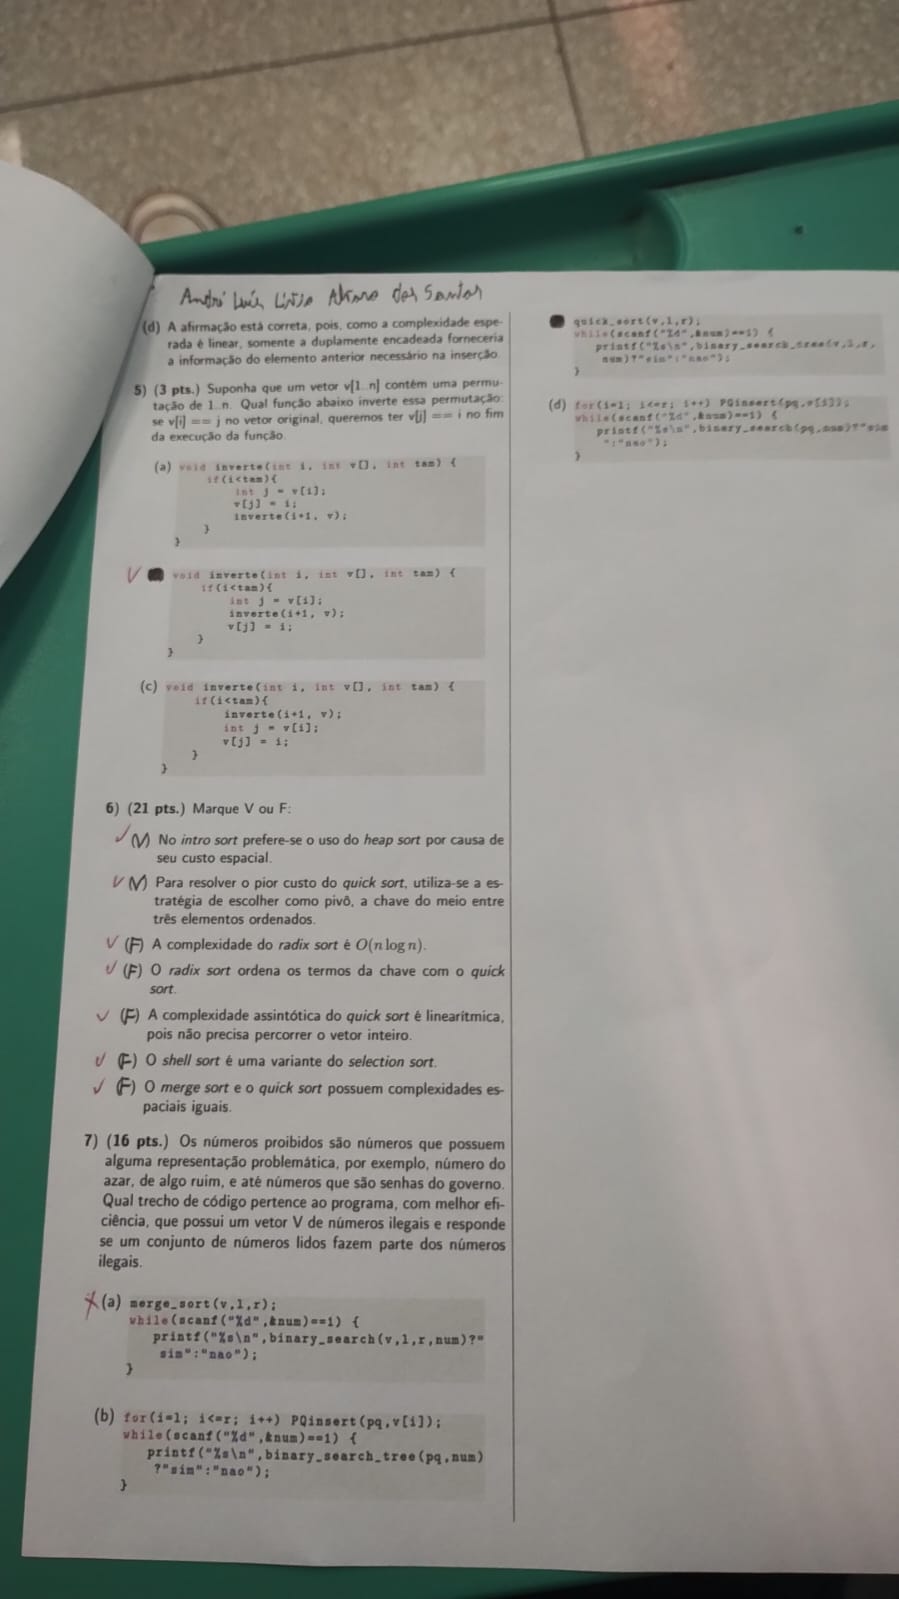 André Luís Lívio dos Santos
(d) A afirmação está correta, pois, como a complexidade espe-
rada é linear, somente a duplamente encadeada forneceria
a informação do elemento anterior necessário na inserção.
5) (3 pts.) Suponha que um vetor v[1..n] contém uma permu-
tação de 1..n. Qual função abaixo inverte essa permutação:
se v[i] == j no vetor original, queremos ter v[j] == i no fim
da execução da função.
(a) void inverte(int i, int v[], int tam) {
if(i<tam){
int j = v[i];
v[j] = i;
inverte(i+1, v);
}
}
void inverte(int i, int v[], int tam) {
if(i<tam){
int j = v[i];
inverte(i+1, v);
v[j] = i;
}
}
(c) void inverte(int i, int v[], int tam) {
if(i<tam){
inverte(i+1, v);
int j = v[i];
v[j] = i;
}
}
6) (21 pts.) Marque V ou F:
(V) No intro sort prefere-se o uso do heap sort por causa de
seu custo espacial.
(V) Para resolver o pior custo do quick sort, utiliza-se a es-
tratégia de escolher como pivô, a chave do meio entre
três elementos ordenados.
(F) A complexidade do radix sort é O(n log n).
(F) O radix sort ordena os termos da chave com o quick
sort.
(F) A complexidade assintótica do quick sort é linearítmica,
pois não precisa percorrer o vetor inteiro.
(F) O shell sort é uma variante do selection sort.
(F) O merge sort e o quick sort possuem complexidades es-
paciais iguais.
7) (16 pts.) Os números proibidos são números que possuem
alguma representação problemática, por exemplo, número do
azar, de algo ruim, e até números que são senhas do governo.
Qual trecho de código pertence ao programa, com melhor efi-
ciência, que possui um vetor V de números ilegais e responde
se um conjunto de números lidos fazem parte dos números
ilegais.
(a) merge_sort(v,l,r);
while(scanf("%d",&num)==1) {
printf("%s\n",binary_search(v,l,r,num)?"
sim":"nao");
}
(b) for(i=l; i<=r; i++) PQinsert(pq,v[i]);
while(scanf("%d",&num)==1) {
printf("%s\n",binary_search_tree(pq,num)
?"sim":"nao");
}
quick_sort(v,l,r);
while(scanf("%d",&num)==1) {
printf("%s\n",binary_search_tree(v,l,r,
num)?"sim":"nao");
}
(d) for(i=l; i<=r; i++) PQinsert(pq,v[i]);
while(scanf("%d",&num)==1) {
printf("%s\n",binary_search(pq,num)?"sim
":"nao");
}